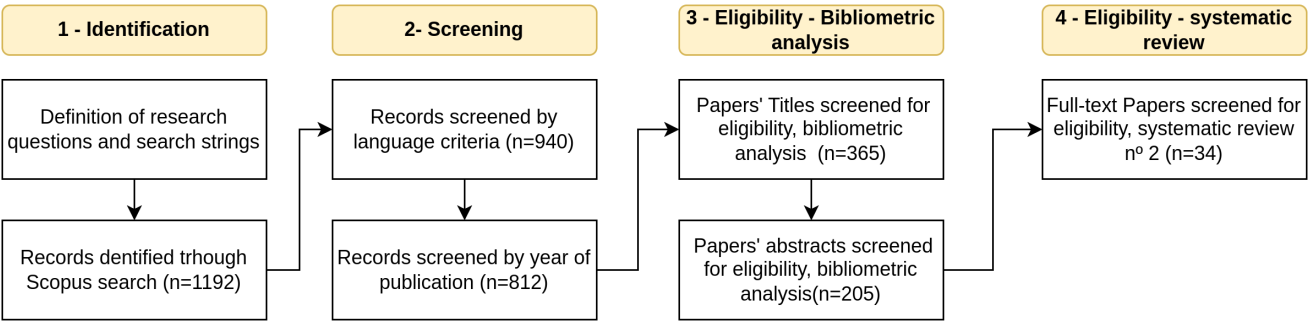 1 - Identification
Definition of research
questions and search strings
Records dentified trhough
Scopus search (n=1192)
2- Screening
Records screened by
language criteria (n=940)
Records screened by year of
publication (n=812)
3 - Eligibility - Bibliometric
analysis
Papers' Titles screened for
eligibility, bibliometric
analysis (n=365)
Papers' abstracts screened
for eligibility, bibliometric
analysis(n=205)
4 - Eligibility - systematic
review
Full-text Papers screened for
eligibility, systematic review
nº 2 (n=34)